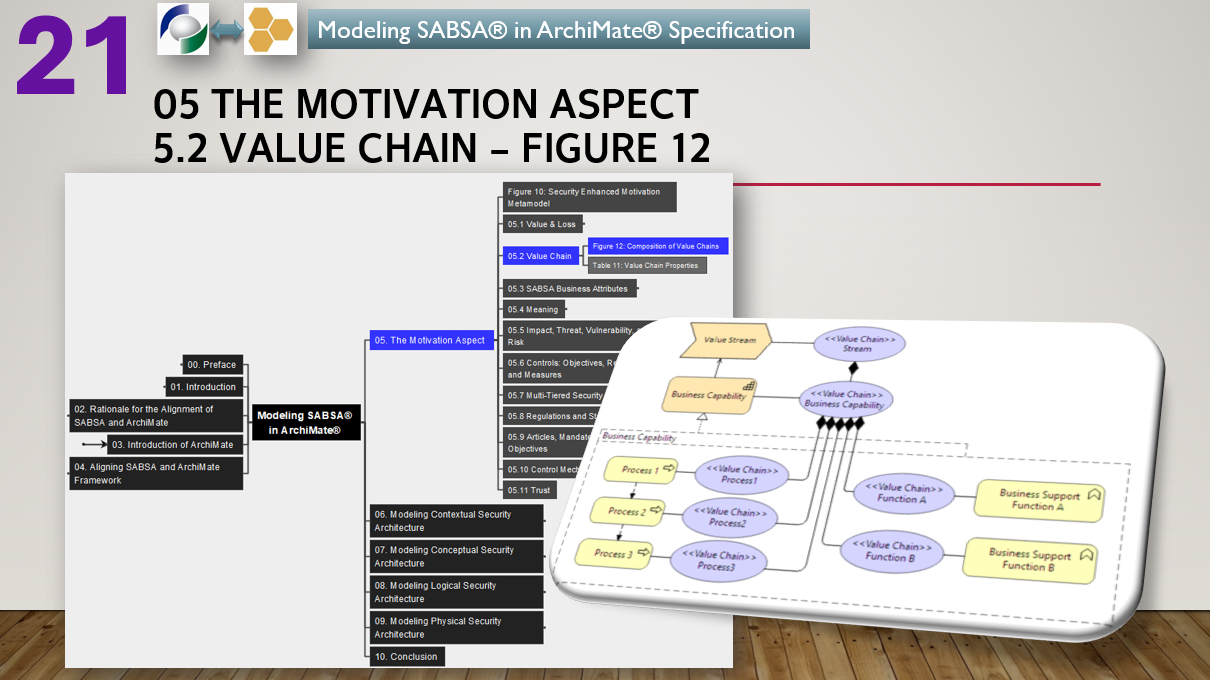 21
Modeling SABSA® in ArchiMate® Specification
05 THE MOTIVATION ASPECT
5.2 VALUE CHAIN – FIGURE 12
Figure 10: Security Enhanced Motivation
Metamodel
05.1 Value & Loss
05.2 Value Chain
Figure 12: Composition of Value Chains
Table 11: Value Chain Properties
05.3 SABSA Business Attributes
05.4 Meaning
05. The Motivation Aspect
05.5 Impact, Threat, Vulnerability,
Risk
05.6 Controls: Objectives,
and Measures
05.7 Multi-Tiered Security
05.8 Regulations and
05.9 Articles,
Objectives
05.10 Control
05.11 Trust
00. Preface
01. Introduction
02. Rationale for the Alignment of
SABSA and ArchiMate
03. Introduction of ArchiMate
04. Aligning SABSA and ArchiMate
Framework
Modeling SABSA®
in ArchiMate®
06. Modeling Contextual Security
Architecture
07. Modeling Conceptual Security
Architecture
08. Modeling Logical Security
Architecture
09. Modeling Physical Security
Architecture
10. Conclusion
Value Stream
<<Value Chain>>
Stream
Business Capability
<<Value Chain>>
Business Capability
Business Capability
Process 1
<<Value Chain>>
Process1
Process 2
<<Value Chain>>
Process2
Process 3
<<Value Chain>>
Process3
<<Value Chain>>
Function A
Business Support
Function A
<<Value Chain>>
Function B
Business Support
Function B